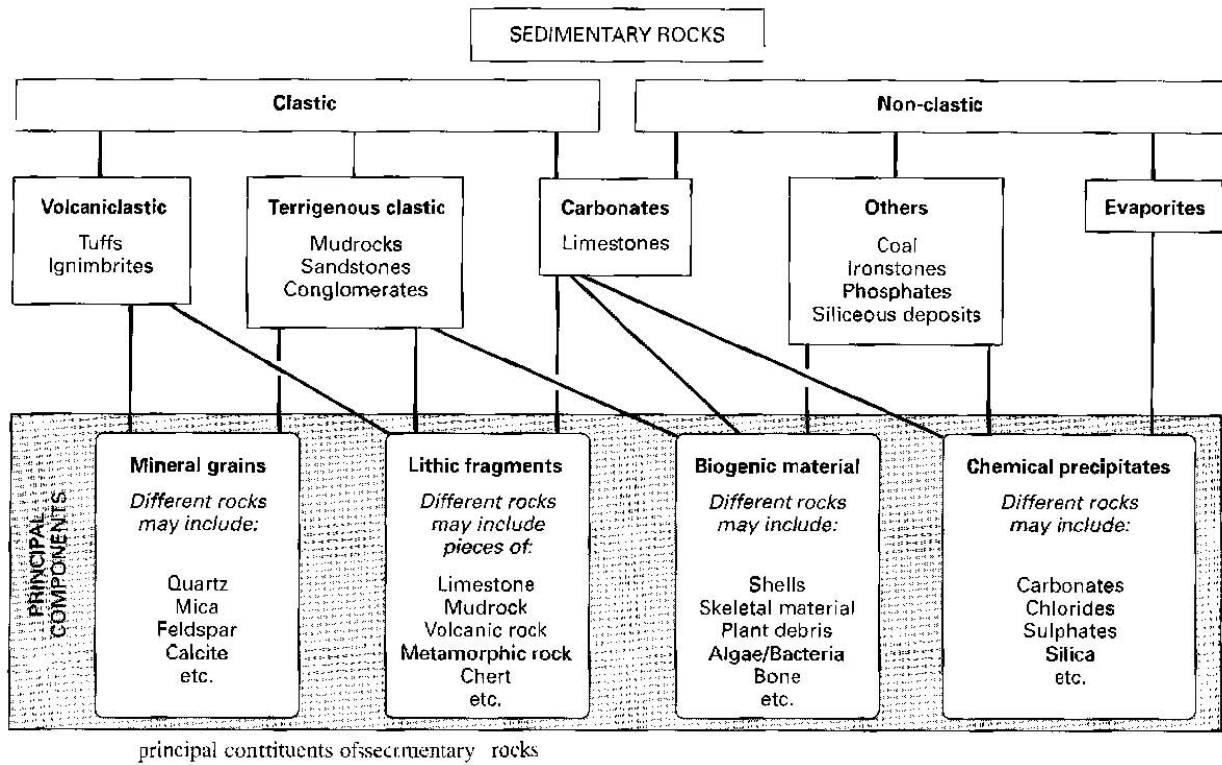 SEDIMENTARY ROCKS
Clastic
Non-clastic
Volcaniclastic
Tuffs
Ignimbrites
Terrigenous clastic
Mudrocks
Sandstones
Conglomerates
Carbonates
Limestones
Others
Coal
Ironstones
Phosphates
Siliceous deposits
Evaporites
PRINCIPAL
COMPONENTS
Mineral grains
Different rocks
may include:
Quartz
Mica
Feldspar
Calcite
etc.
Lithic fragments
Different rocks
may include
pieces of:
Limestone
Mudrock
Volcanic rock
Metamorphic rock
Chert
etc.
Biogenic material
Different rocks
may include:
Shells
Skeletal material
Plant debris
Algae/Bacteria
Bone
etc.
Chemical precipitates
Different rocks
may include:
Carbonates
Chlorides
Sulphates
Silica
etc.
principal rocks